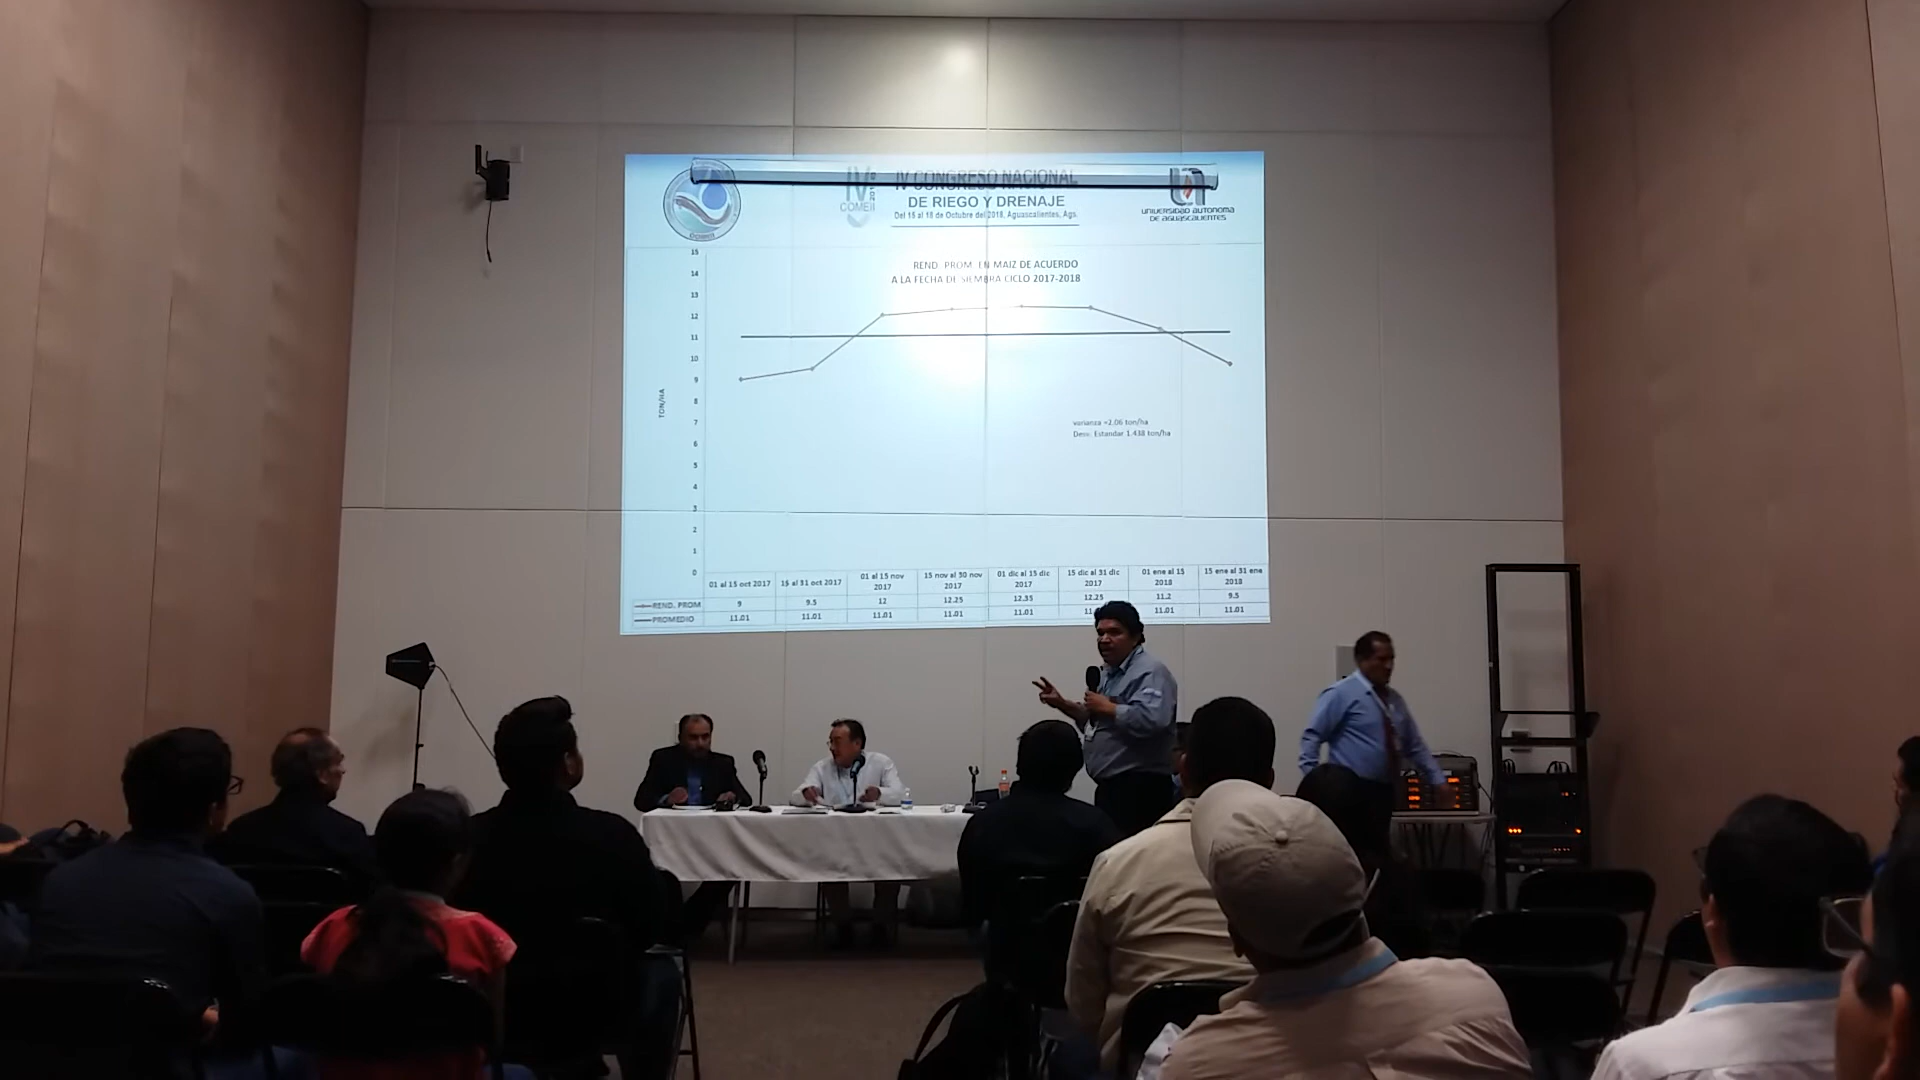 IV CONGRESO NACIONAL
DE RIEGO Y DRENAJE
Del 15 al 18 de Octubre del 2018, Aguascalientes, Ags.
IV
COMEII
COMEII
UNIVERSIDAD AUTONOMA
DE AGUASCALIENTES
REND. PROM. EN MAIZ DE ACUERDO
A LA FECHA DE SIEMBRA CICLO 2017-2018
15
14
13
12
11
10
9
8
7
6
5
4
3
2
1
0
TON/HA
varianza =2.06 ton/ha
Desv. Estandar 1.438 ton/ha
01 al 15 oct 2017 15 al 31 oct 2017 01 al 15 nov 2017 15 nov al 30 nov 2017 01 dic al 15 dic 2017 15 dic al 31 dic 2017 01 ene al 15 2018 15 ene al 31 ene 2018
REND. PROM 9 9.5 12 12.25 12.35 12.25 11.2 9.5
PROMEDIO 11.01 11.01 11.01 11.01 11.01 11.01 11.01